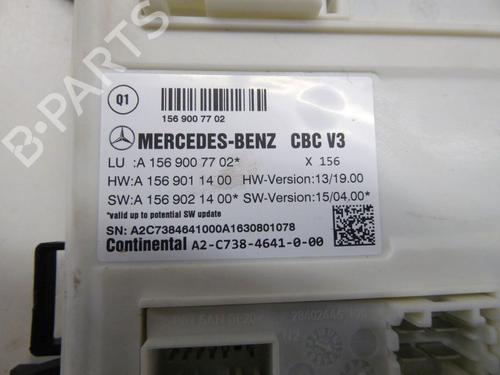 B-PARTS
Q1
156 900 77 02
MERCEDES-BENZ CBC V3
LU :A 156 900 77 02* X 156
HW:A 156 901 14 00 HW-Version:13/19.00
SW:A 156 902 14 00* SW-Version:15/04.00*
*valid up to potential SW update
SN: A2C7384641000A1630801078
Continental A2-C738-4641-0-00